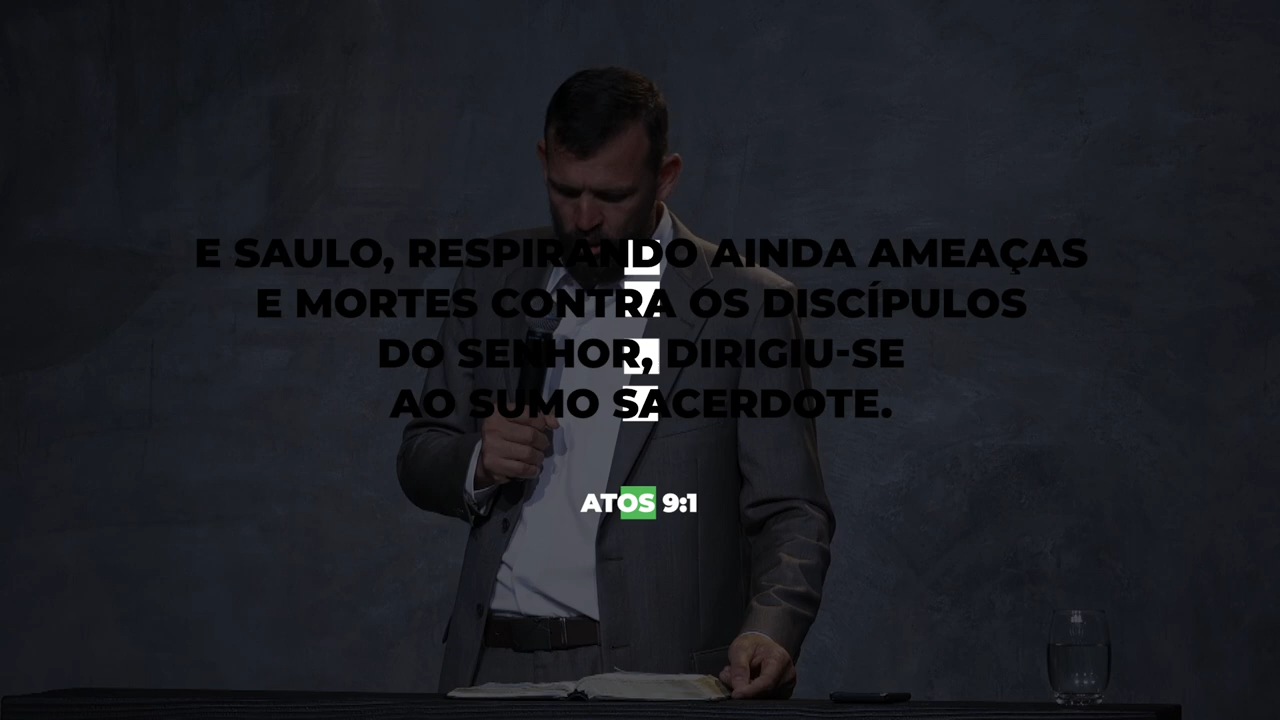 E SAULO, RESPIRANDO AINDA AMEAÇAS
E MORTES CONTRA OS DISCÍPULOS
DO SENHOR, DIRIGIU-SE
AO SUMO SACERDOTE.
ATOS 9:1